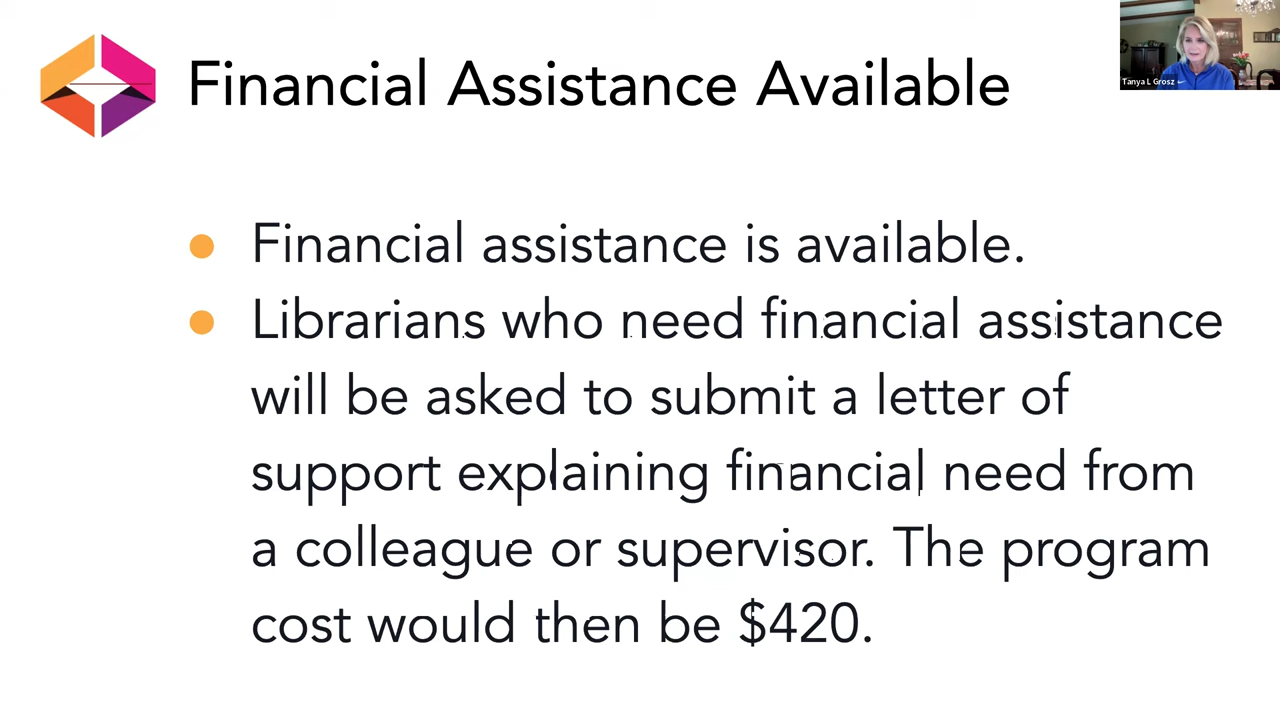 Financial Assistance Available
Tanya L Grosz
Financial assistance is available.
Librarians who need financial assistance
will be asked to submit a letter of
support explaining financial need from
a colleague or supervisor. The program
cost would then be $420.